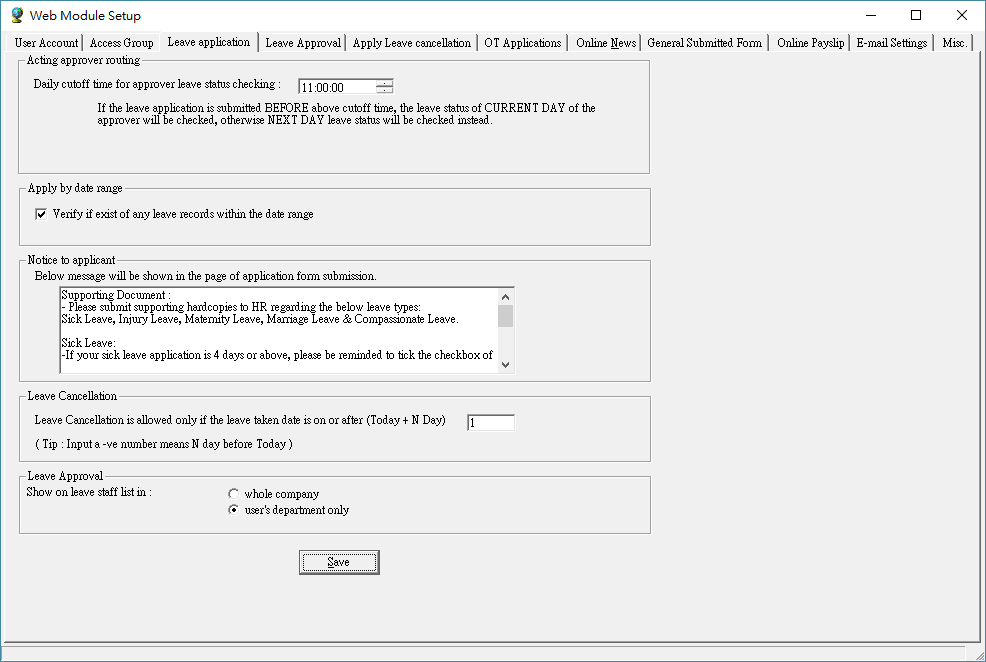 Web Module Setup
User Account
Access Group
Leave application
Leave Approval
Apply Leave cancellation
OT Applications
Online News
General Submitted Form
Online Payslip
E-mail Settings
Misc.
Acting approver routing
Daily cutoff time for approver leave status checking :
11:00:00
If the leave application is submitted BEFORE above cutoff time, the leave status of CURRENT DAY of the
approver will be checked, otherwise NEXT DAY leave status will be checked instead.
Apply by date range
Verify if exist of any leave records within the date range
Notice to applicant
Below message will be shown in the page of application form submission.
Supporting Document :
- Please submit supporting hardcopies to HR regarding the below leave types:
Sick Leave, Injury Leave, Maternity Leave, Marriage Leave & Compassionate Leave.
Sick Leave:
-If your sick leave application is 4 days or above, please be reminded to tick the checkbox of
Leave Cancellation
Leave Cancellation is allowed only if the leave taken date is on or after (Today + N Day)
1
( Tip : Input a -ve number means N day before Today )
Leave Approval
Show on leave staff list in :
whole company
user's department only
Save